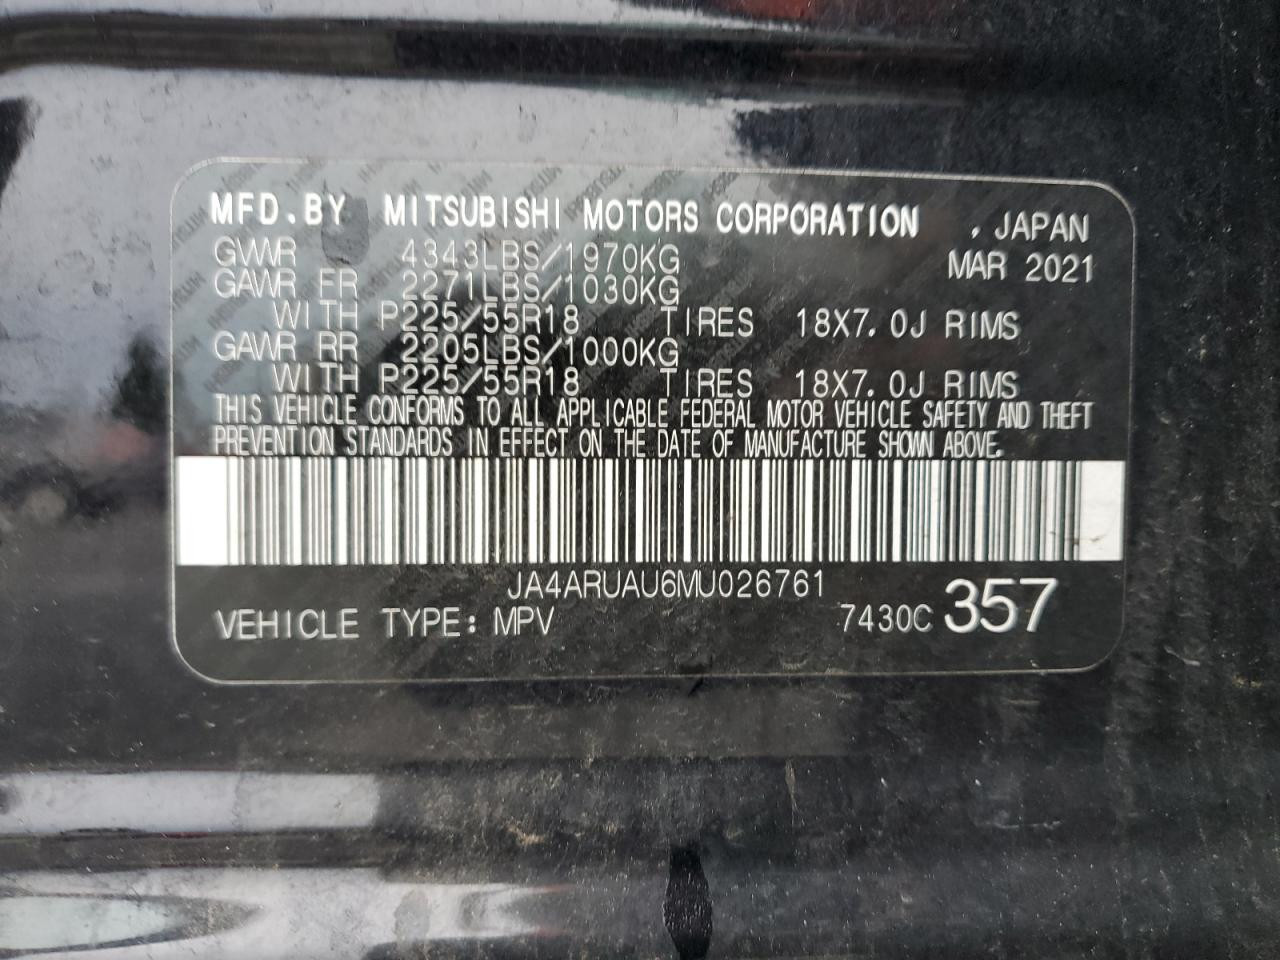 MFD.BY MITSUBISHI MOTORS CORPORATION , JAPAN
GVWR 4343LBS/1970KG MAR 2021
GAWR FR 2271LBS/1030KG
WITH P225/55R18 TIRES 18X7.0J RIMS
GAWR RR 2205LBS/1000KG
WITH P225/55R18 TIRES 18X7.0J RIMS
THIS VEHICLE CONFORMS TO ALL APPLICABLE FEDERAL MOTOR VEHICLE SAFETY AND THEFT
PREVENTION STANDARDS IN EFFECT ON THE DATE OF MANUFACTURE SHOWN ABOVE.
JA4ARUAU6MU026761
VEHICLE TYPE: MPV 7430C 357